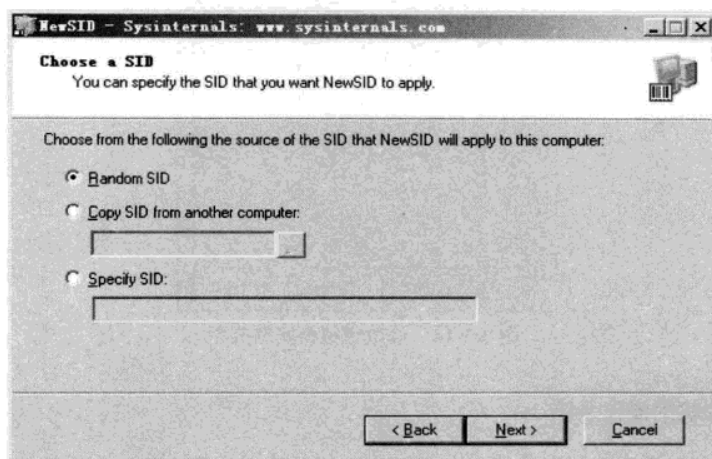 NewSID - Sysinternals: www.sysinternals.com
Choose a SID
You can specify the SID that you want NewSID to apply.
Choose from the following the source of the SID that NewSID will apply to this computer:
Random SID
Copy SID from another computer:
...
Specify SID:
< Back
Next >
Cancel